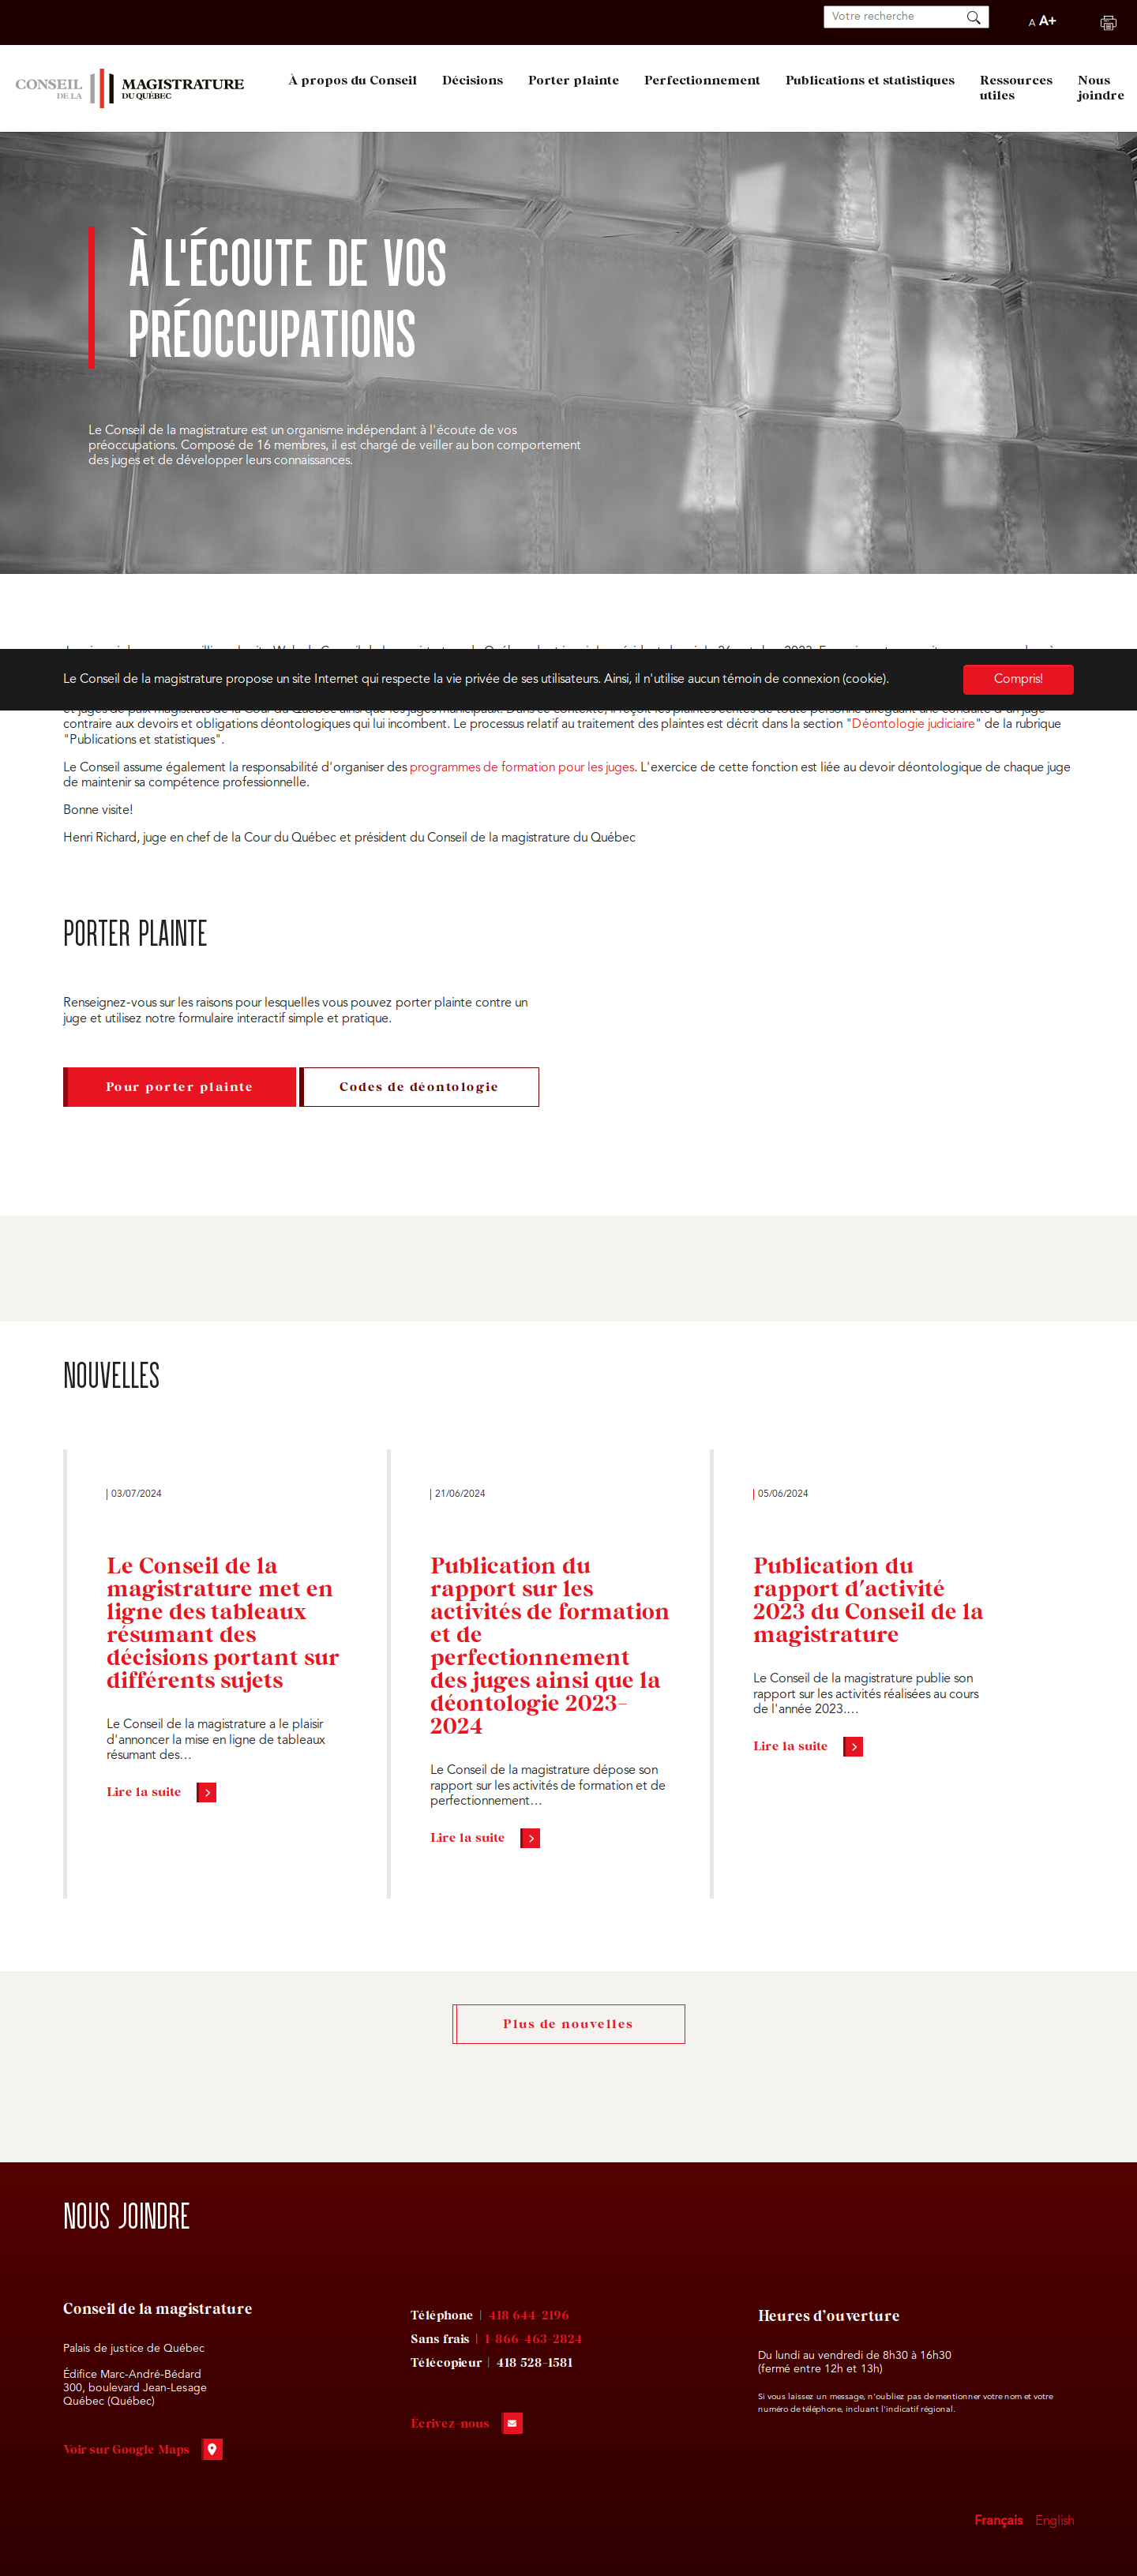 Votre recherche
A A+
CONSEIL DE LA MAGISTRATURE DU QUÉBEC
À propos du Conseil
Décisions
Porter plainte
Perfectionnement
Publications et statistiques
Ressources utiles
Nous joindre
À L'ÉCOUTE DE VOS
PRÉOCCUPATIONS
Le Conseil de la magistrature est un organisme indépendant à l'écoute de vos
préoccupations. Composé de 16 membres, il est chargé de veiller au bon comportement
des juges et de développer leurs connaissances.
Le Conseil de la magistrature propose un site Internet qui respecte la vie privée de ses utilisateurs. Ainsi, il n'utilise aucun témoin de connexion (cookie).
Compris!
contraire aux devoirs et obligations déontologiques qui lui incombent. Le processus relatif au traitement des plaintes est décrit dans la section "Déontologie judiciaire" de la rubrique
"Publications et statistiques".
Le Conseil assume également la responsabilité d'organiser des programmes de formation pour les juges. L'exercice de cette fonction est liée au devoir déontologique de chaque juge
de maintenir sa compétence professionnelle.
Bonne visite!
Henri Richard, juge en chef de la Cour du Québec et président du Conseil de la magistrature du Québec
PORTER PLAINTE
Renseignez-vous sur les raisons pour lesquelles vous pouvez porter plainte contre un
juge et utilisez notre formulaire interactif simple et pratique.
Pour porter plainte
Codes de déontologie
NOUVELLES
03/07/2024
Le Conseil de la
magistrature met en
ligne des tableaux
résumant des
décisions portant sur
différents sujets
Le Conseil de la magistrature a le plaisir
d'annoncer la mise en ligne de tableaux
résumant des…
Lire la suite
21/06/2024
Publication du
rapport sur les
activités de formation
et de
perfectionnement
des juges ainsi que la
déontologie 2023-
2024
Le Conseil de la magistrature dépose son
rapport sur les activités de formation et de
perfectionnement…
Lire la suite
05/06/2024
Publication du
rapport d'activité
2023 du Conseil de la
magistrature
Le Conseil de la magistrature publie son
rapport sur les activités réalisées au cours
de l'année 2023.…
Lire la suite
Plus de nouvelles
NOUS JOINDRE
Conseil de la magistrature
Palais de justice de Québec
Édifice Marc-André-Bédard
300, boulevard Jean-Lesage
Québec (Québec)
Voir sur Google Maps
Téléphone | 418 644-2196
Sans frais | 1-866-463-2824
Télécopieur | 418 528-1581
Écrivez-nous
Heures d'ouverture
Du lundi au vendredi de 8h30 à 16h30
(fermé entre 12h et 13h)
Si vous laissez un message, n'oubliez pas de mentionner votre nom et votre
numéro de téléphone, incluant l'indicatif régional.
Français English